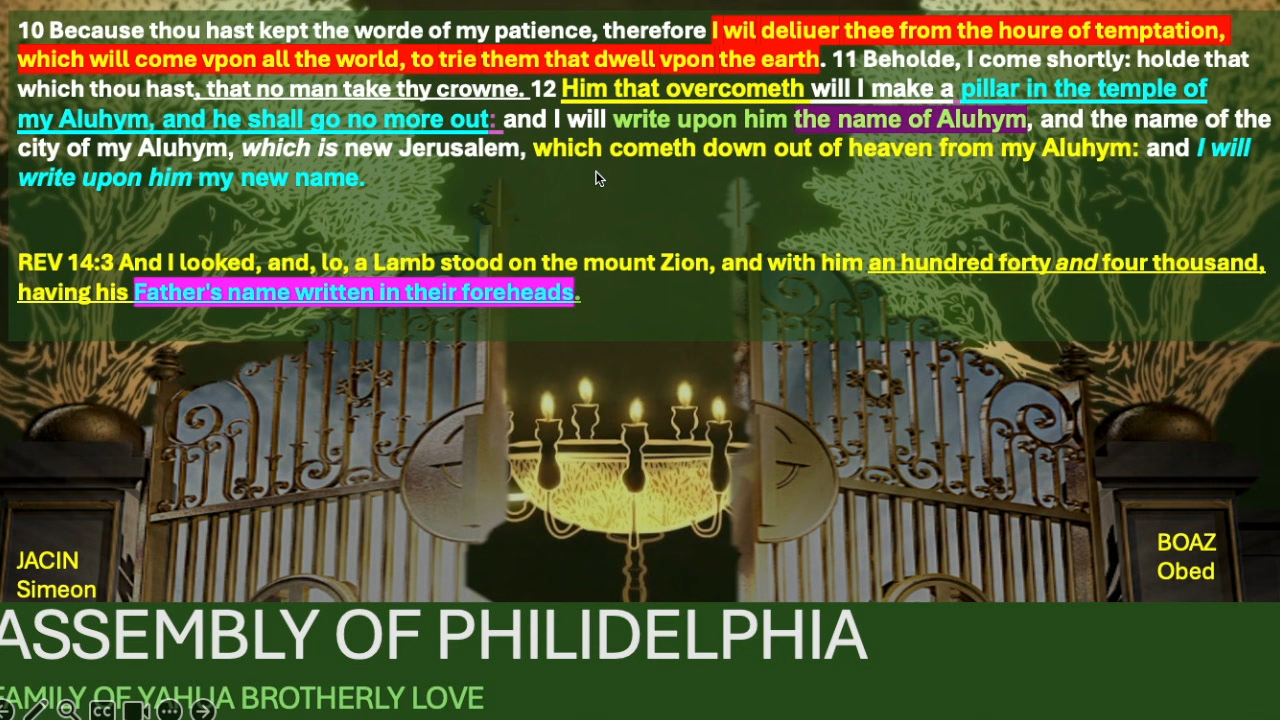 10 Because thou hast kept the worde of my patience, therefore I wil deliuer thee from the houre of temptation,
which will come vpon all the world, to trie them that dwell vpon the earth. 11 Beholde, I come shortly: holde that
which thou hast, that no man take thy crowne. 12 Him that overcometh will I make a pillar in the temple of
my Aluhym, and he shall go no more out: and I will write upon him the name of Aluhym, and the name of the
city of my Aluhym, which is new Jerusalem, which cometh down out of heaven from my Aluhym: and I will
write upon him my new name.
REV 14:3 And I looked, and, lo, a Lamb stood on the mount Zion, and with him an hundred forty and four thousand,
having his Father's name written in their foreheads.
JACIN
Simeon
BOAZ
Obed
ASSEMBLY OF PHILIDELPHIA
FAMILY OF YAHUA BROTHERLY LOVE
CC